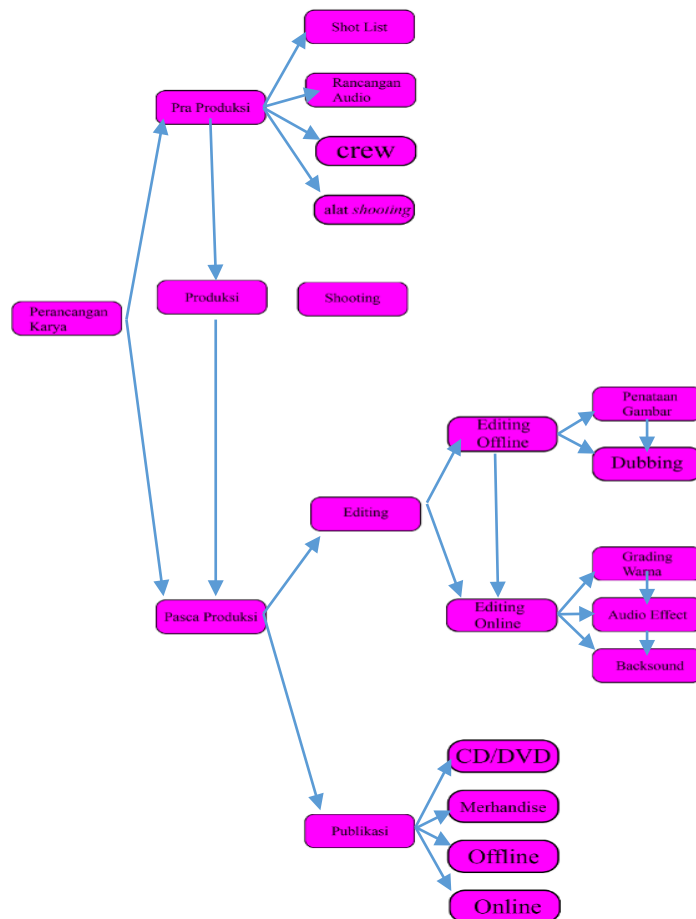 Shot List
Rancangan
Audio
Pra Produksi
crew
alat shooting
Produksi
Shooting
Perancangan
Karya
Penataan
Gambar
Editing
Offline
Dubbing
Editing
Grading
Warna
Pasca Produksi
Editing
Online
Audio Effect
Backsound
CD/DVD
Merhandise
Publikasi
Offline
Online